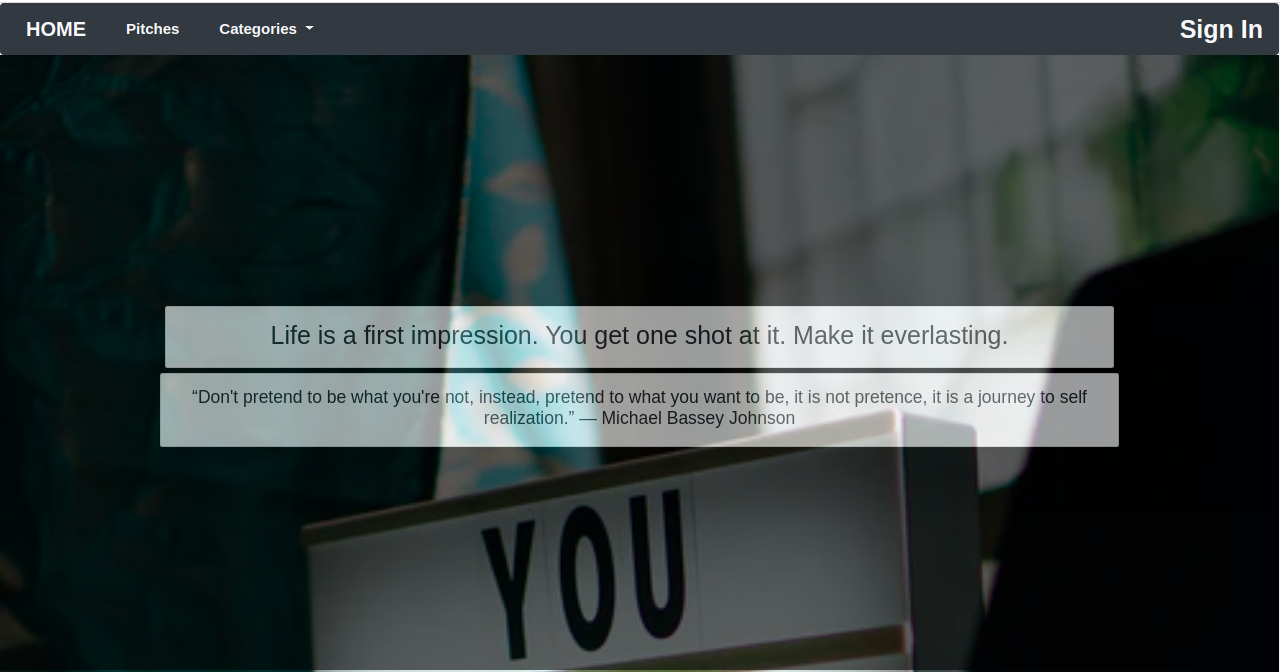 HOME Pitches Categories Sign In
Life is a first impression. You get one shot at it. Make it everlasting.
“Don't pretend to be what you're not, instead, pretend to what you want to be, it is not pretence, it is a journey to self
realization.” — Michael Bassey Johnson
YOU